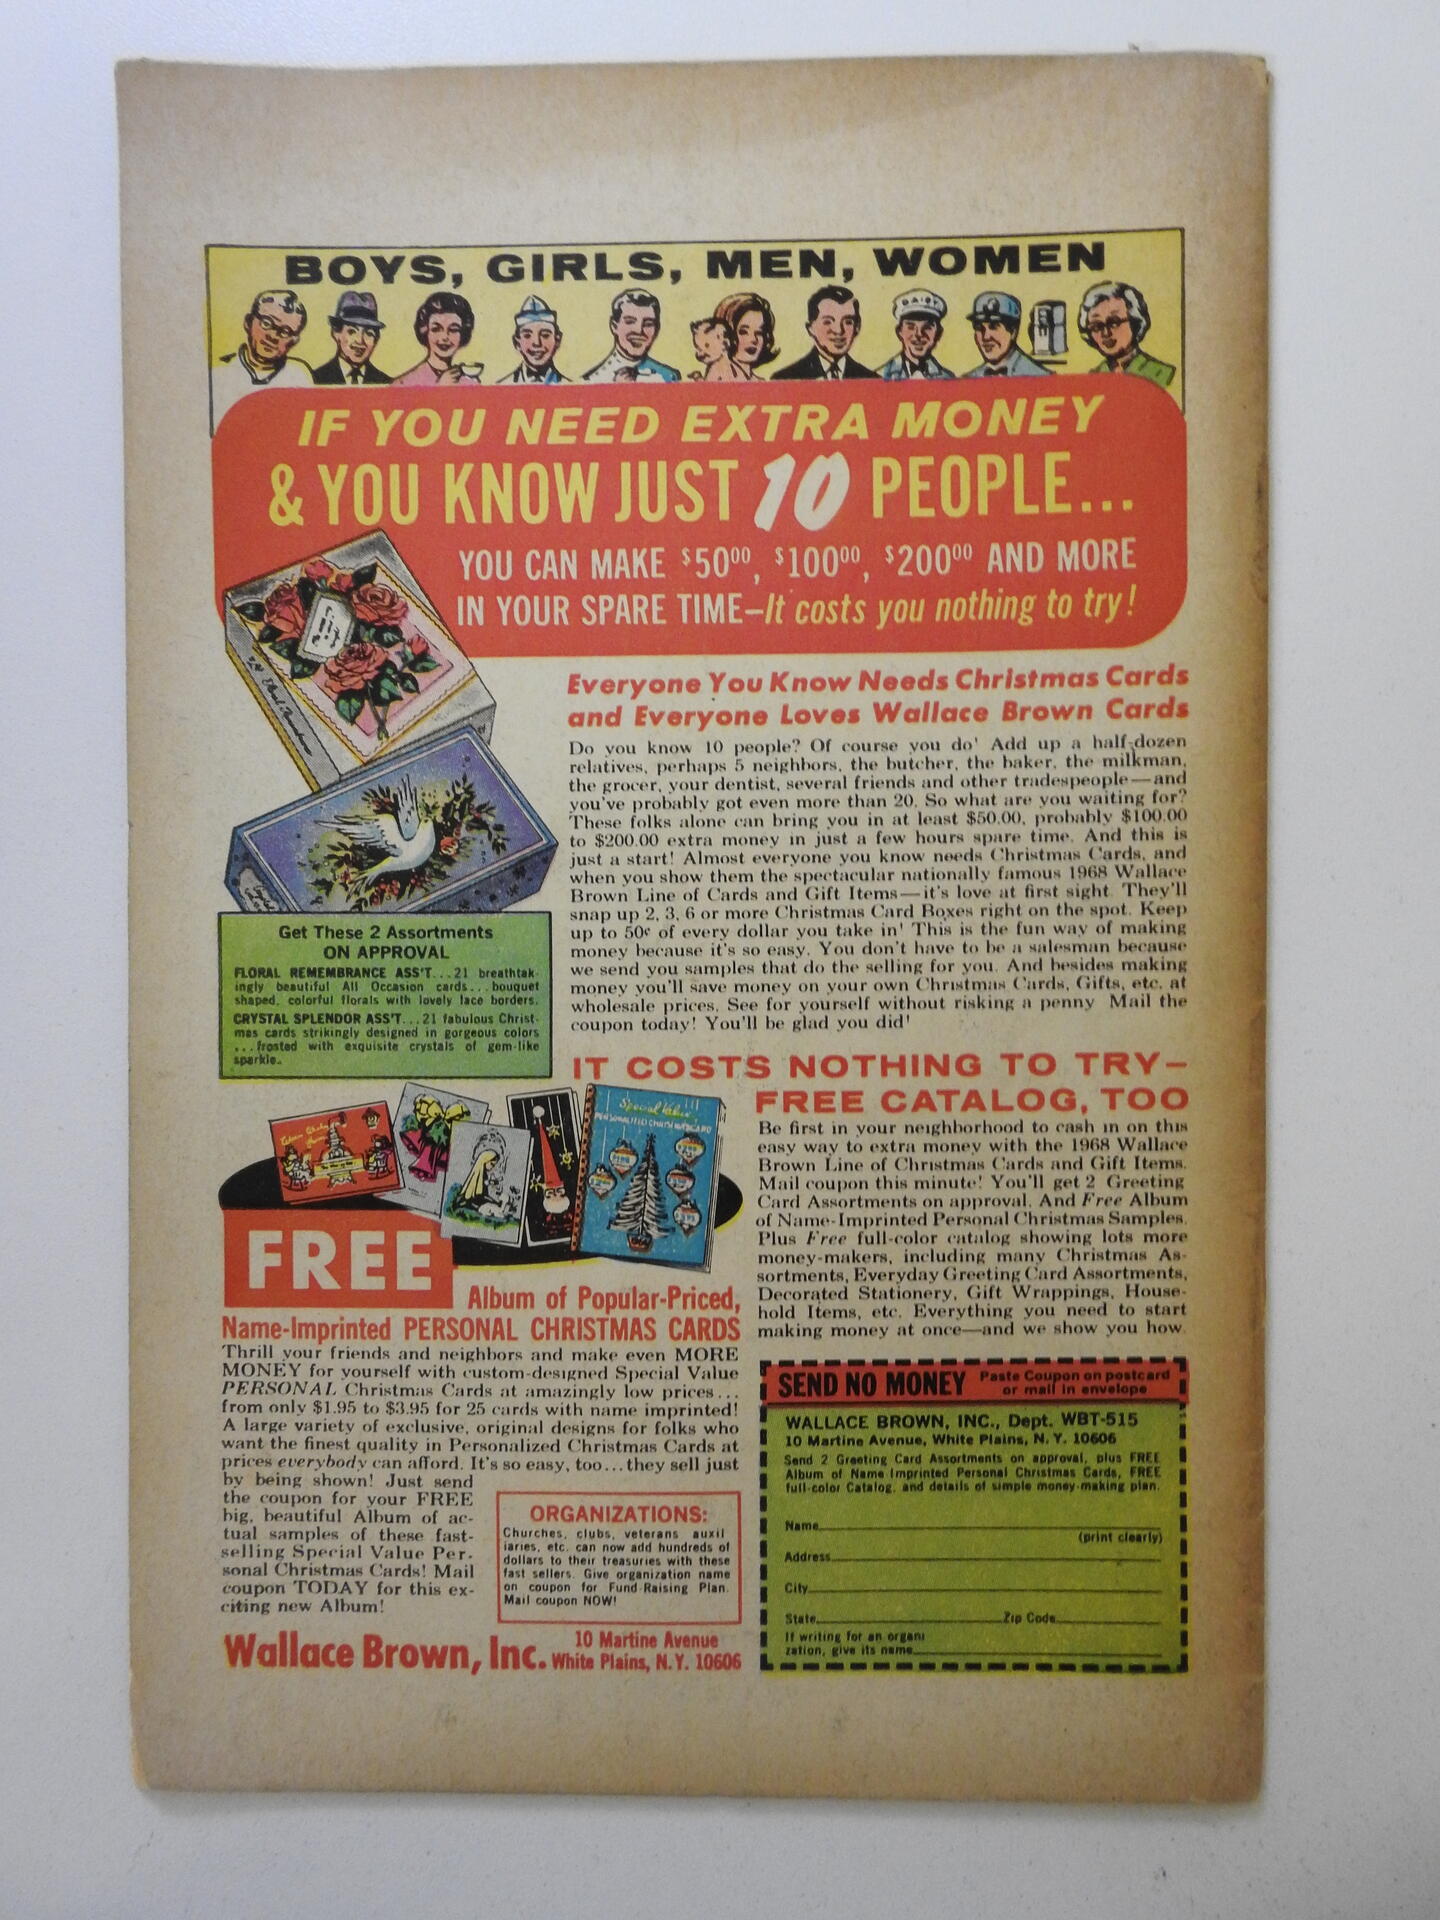 BOYS, GIRLS, MEN, WOMEN
DAIRY
IF YOU NEED EXTRA MONEY
& YOU KNOW JUST 10 PEOPLE...
YOU CAN MAKE $50⁰⁰, $100⁰⁰, $200⁰⁰ AND MORE
IN YOUR SPARE TIME—It costs you nothing to try!
Everyone You Know Needs Christmas Cards
and Everyone Loves Wallace Brown Cards
Do you know 10 people? Of course you do! Add up a half-dozen
relatives, perhaps 5 neighbors, the butcher, the baker, the milkman,
the grocer, your dentist, several friends and other tradespeople—and
you've probably got even more than 20. So what are you waiting for?
These folks alone can bring you in at least $50.00, probably $100.00
to $200.00 extra money in just a few hours spare time. And this is
just a start! Almost everyone you know needs Christmas Cards, and
when you show them the spectacular nationally famous 1968 Wallace
Brown Line of Cards and Gift Items—it's love at first sight. They'll
snap up 2, 3, 6 or more Christmas Card Boxes right on the spot. Keep
up to 50¢ of every dollar you take in! This is the fun way of making
money because it's so easy. You don't have to be a salesman because
we send you samples that do the selling for you. And besides making
money you'll save money on your own Christmas Cards, Gifts, etc. at
wholesale prices. See for yourself without risking a penny. Mail the
coupon today! You'll be glad you did!
Get These 2 Assortments
ON APPROVAL
FLORAL REMEMBRANCE ASS'T...21 breathtak-
ingly beautiful All Occasion cards...bouquet
shaped, colorful florals with lovely lace borders.
CRYSTAL SPLENDOR ASS'T...21 fabulous Christ-
mas cards strikingly designed in gorgeous colors
...frosted with exquisite crystals of gem-like
sparkle.
IT COSTS NOTHING TO TRY—
FREE CATALOG, TOO
Be first in your neighborhood to cash in on this
easy way to extra money with the 1968 Wallace
Brown Line of Christmas Cards and Gift Items.
Mail coupon this minute! You'll get 2 Greeting
Card Assortments on approval. And Free Album
of Name-Imprinted Personal Christmas Samples.
Plus Free full-color catalog showing lots more
money-makers, including many Christmas As-
sortments, Everyday Greeting Card Assortments,
Decorated Stationery, Gift Wrappings, House-
hold Items, etc. Everything you need to start
making money at once—and we show you how.
Special Value
PERSONALIZED CHRISTMAS CARD
FREE
Album of Popular-Priced,
Name-Imprinted PERSONAL CHRISTMAS CARDS
Thrill your friends and neighbors and make even MORE
MONEY for yourself with custom-designed Special Value
PERSONAL Christmas Cards at amazingly low prices...
from only $1.95 to $3.95 for 25 cards with name imprinted!
A large variety of exclusive, original designs for folks who
want the finest quality in Personalized Christmas Cards at
prices everybody can afford. It's so easy, too...they sell just
by being shown! Just send
the coupon for your FREE
big, beautiful Album of ac-
tual samples of these fast-
selling Special Value Per-
sonal Christmas Cards! Mail
coupon TODAY for this ex-
citing new Album!
ORGANIZATIONS:
Churches, clubs, veterans auxil
iaries, etc. can now add hundreds of
dollars to their treasuries with these
fast sellers. Give organization name
on coupon for Fund-Raising Plan.
Mail coupon NOW!
Wallace Brown, Inc. 10 Martine Avenue
White Plains, N.Y. 10606
SEND NO MONEY Paste Coupon on postcard
or mail in envelope
WALLACE BROWN, INC., Dept. WBT-515
10 Martine Avenue, White Plains, N. Y. 10606
Send 2 Greeting Card Assortments on approval, plus FREE
Album of Name Imprinted Personal Christmas Cards, FREE
full-color Catalog, and details of simple money-making plan.
Name
(print clearly)
Address
City
State Zip Code
If writing for an organi
zation, give its name